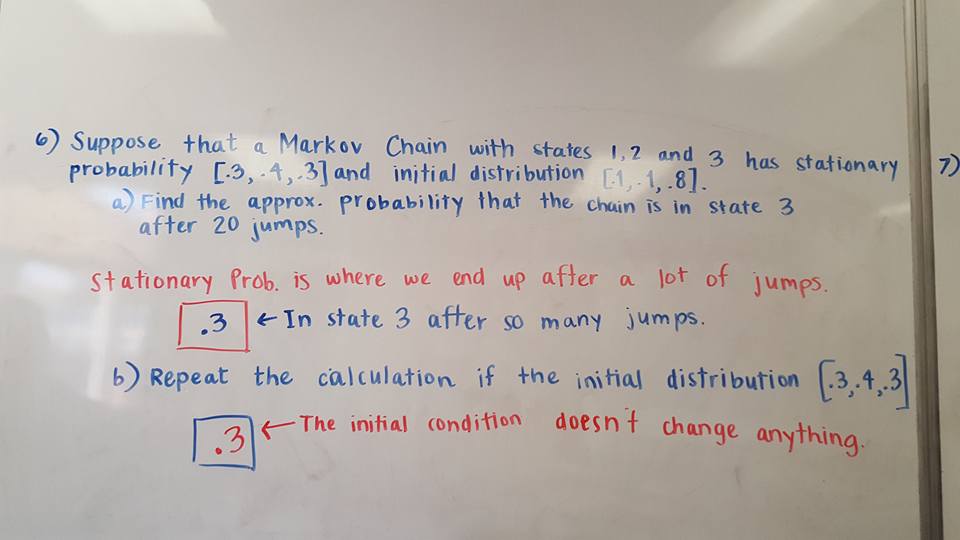 6) Suppose that a Markov Chain with states 1,2 and 3 has stationary
probability [.3, .4, .3] and initial distribution [.1, .1, .8].
a) Find the approx. probability that the chain is in state 3
after 20 jumps.
Stationary Prob. is where we end up after a lot of jumps.
.3 ← In state 3 after so many jumps.
b) Repeat the calculation if the initial distribution [.3, .4, .3]
.3 ← The initial condition doesn't change anything.
7)